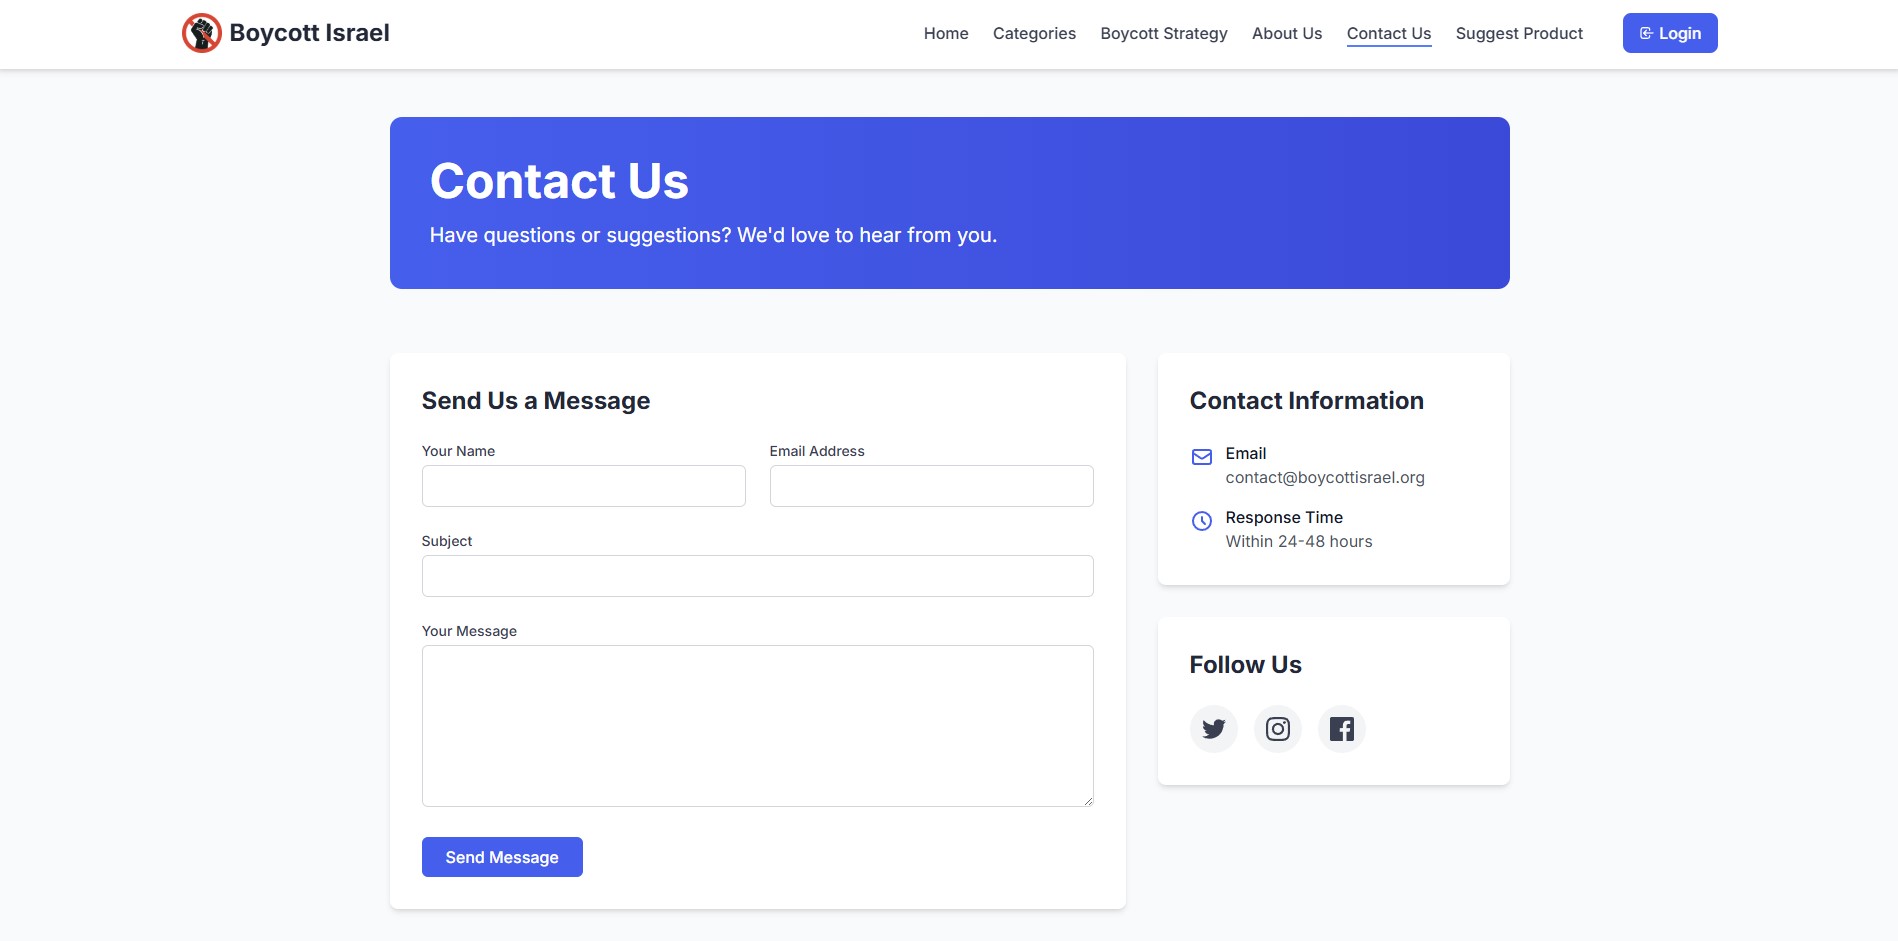 Boycott Israel
Home
Categories
Boycott Strategy
About Us
Contact Us
Suggest Product
Login
Contact Us
Have questions or suggestions? We'd love to hear from you.
Send Us a Message
Your Name
Email Address
Subject
Your Message
Send Message
Contact Information
Email
contact@boycottisrael.org
Response Time
Within 24-48 hours
Follow Us